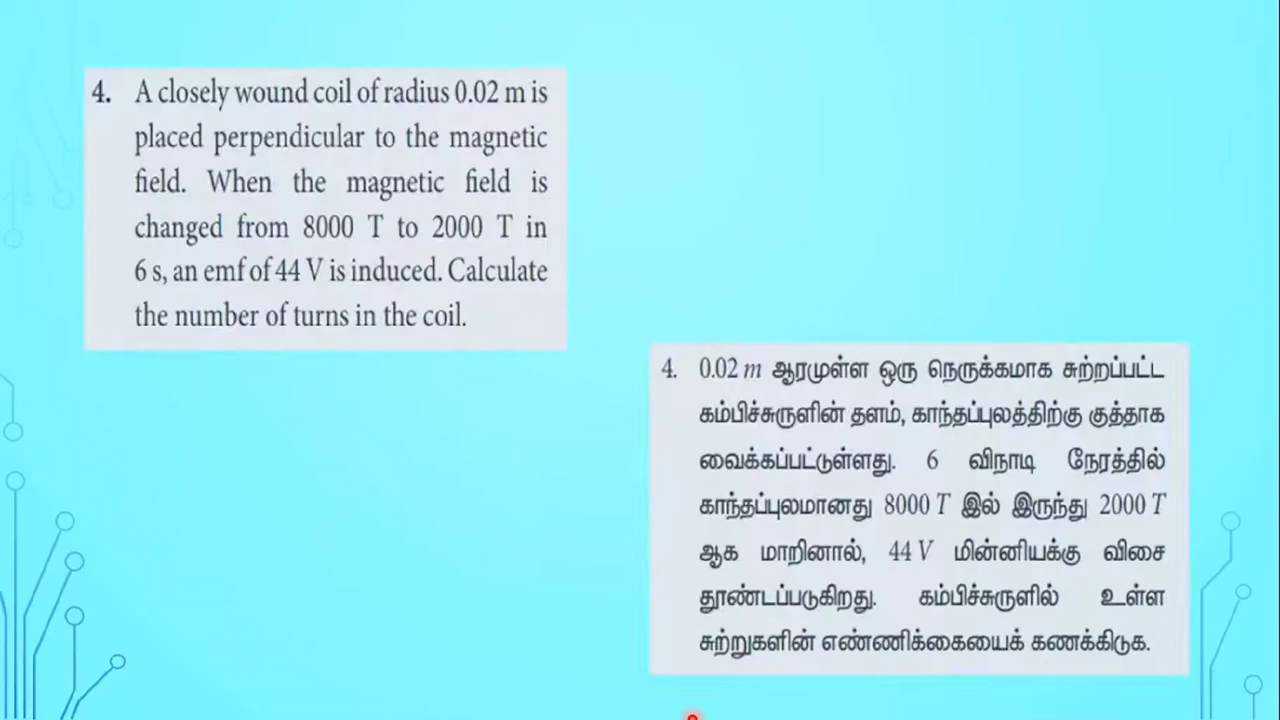 4. A closely wound coil of radius 0.02 m is
placed perpendicular to the magnetic
field. When the magnetic field is
changed from 8000 T to 2000 T in
6 s, an emf of 44 V is induced. Calculate
the number of turns in the coil.
4. 0.02 m ஆரமுள்ள ஒரு நெருக்கமாக சுற்றப்பட்ட
கம்பிச்சுருளின் தளம், காந்தப்புலத்திற்கு குத்தாக
வைக்கப்பட்டுள்ளது. 6 விநாடி நேரத்தில்
காந்தப்புலமானது 8000 T இல் இருந்து 2000 T
ஆக மாறினால், 44 V மின்னியக்கு விசை
தூண்டப்படுகிறது. கம்பிச்சுருளில் உள்ள
சுற்றுகளின் எண்ணிக்கையைக் கணக்கிடுக.